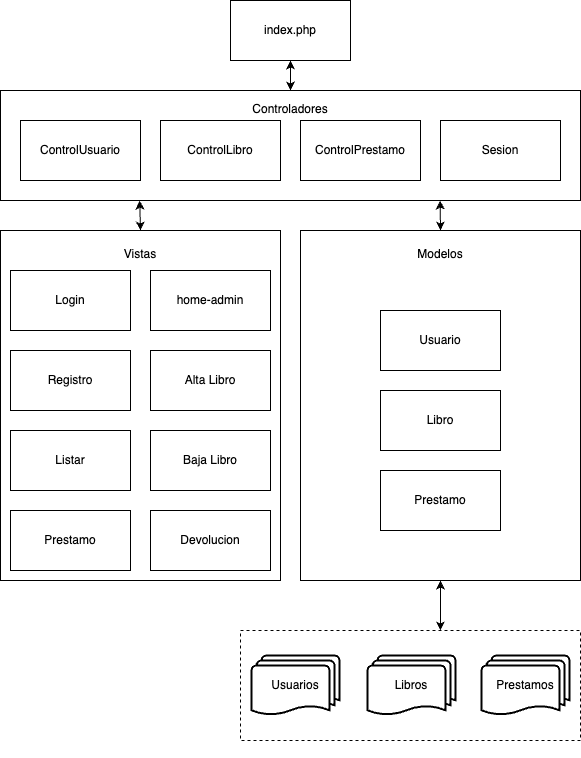 index.php
Controladores
ControlUsuario
ControlLibro
ControlPrestamo
Sesion
Vistas
Login
home-admin
Registro
Alta Libro
Listar
Baja Libro
Prestamo
Devolucion
Modelos
Usuario
Libro
Prestamo
Usuarios
Libros
Prestamos